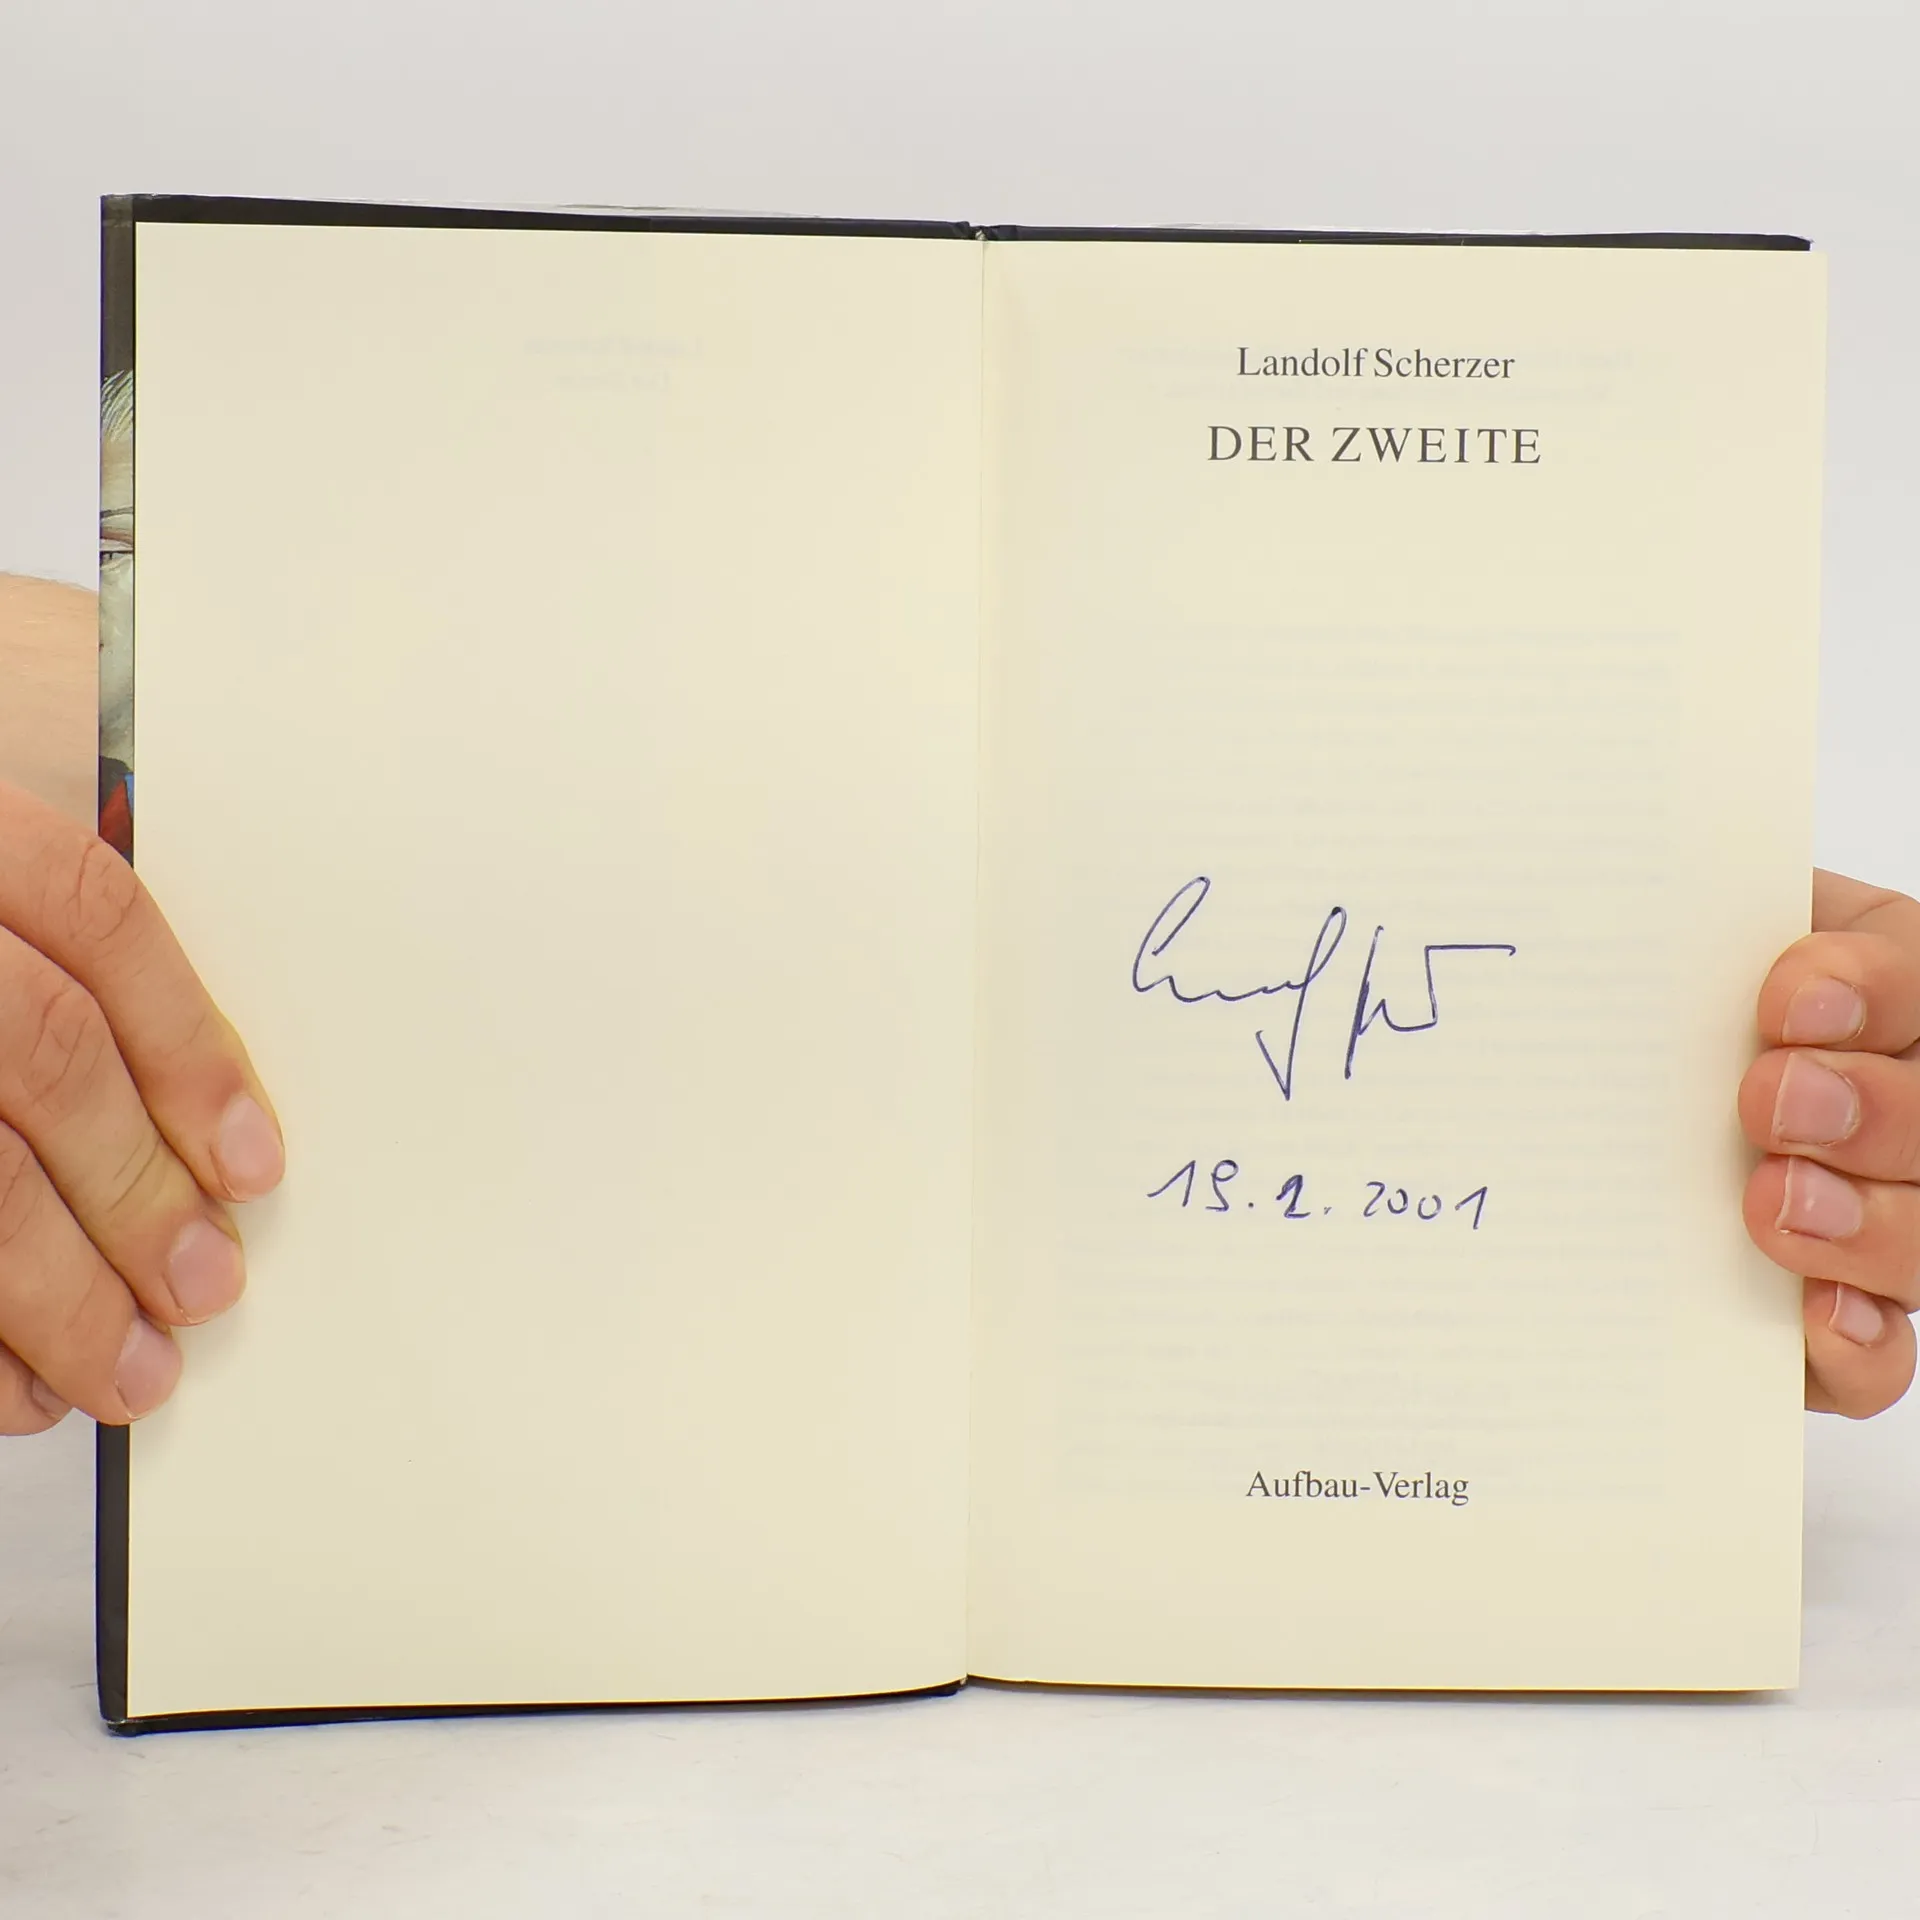 Landolf Scherzer
DER ZWEITE
19. 2. 2001
Aufbau-Verlag